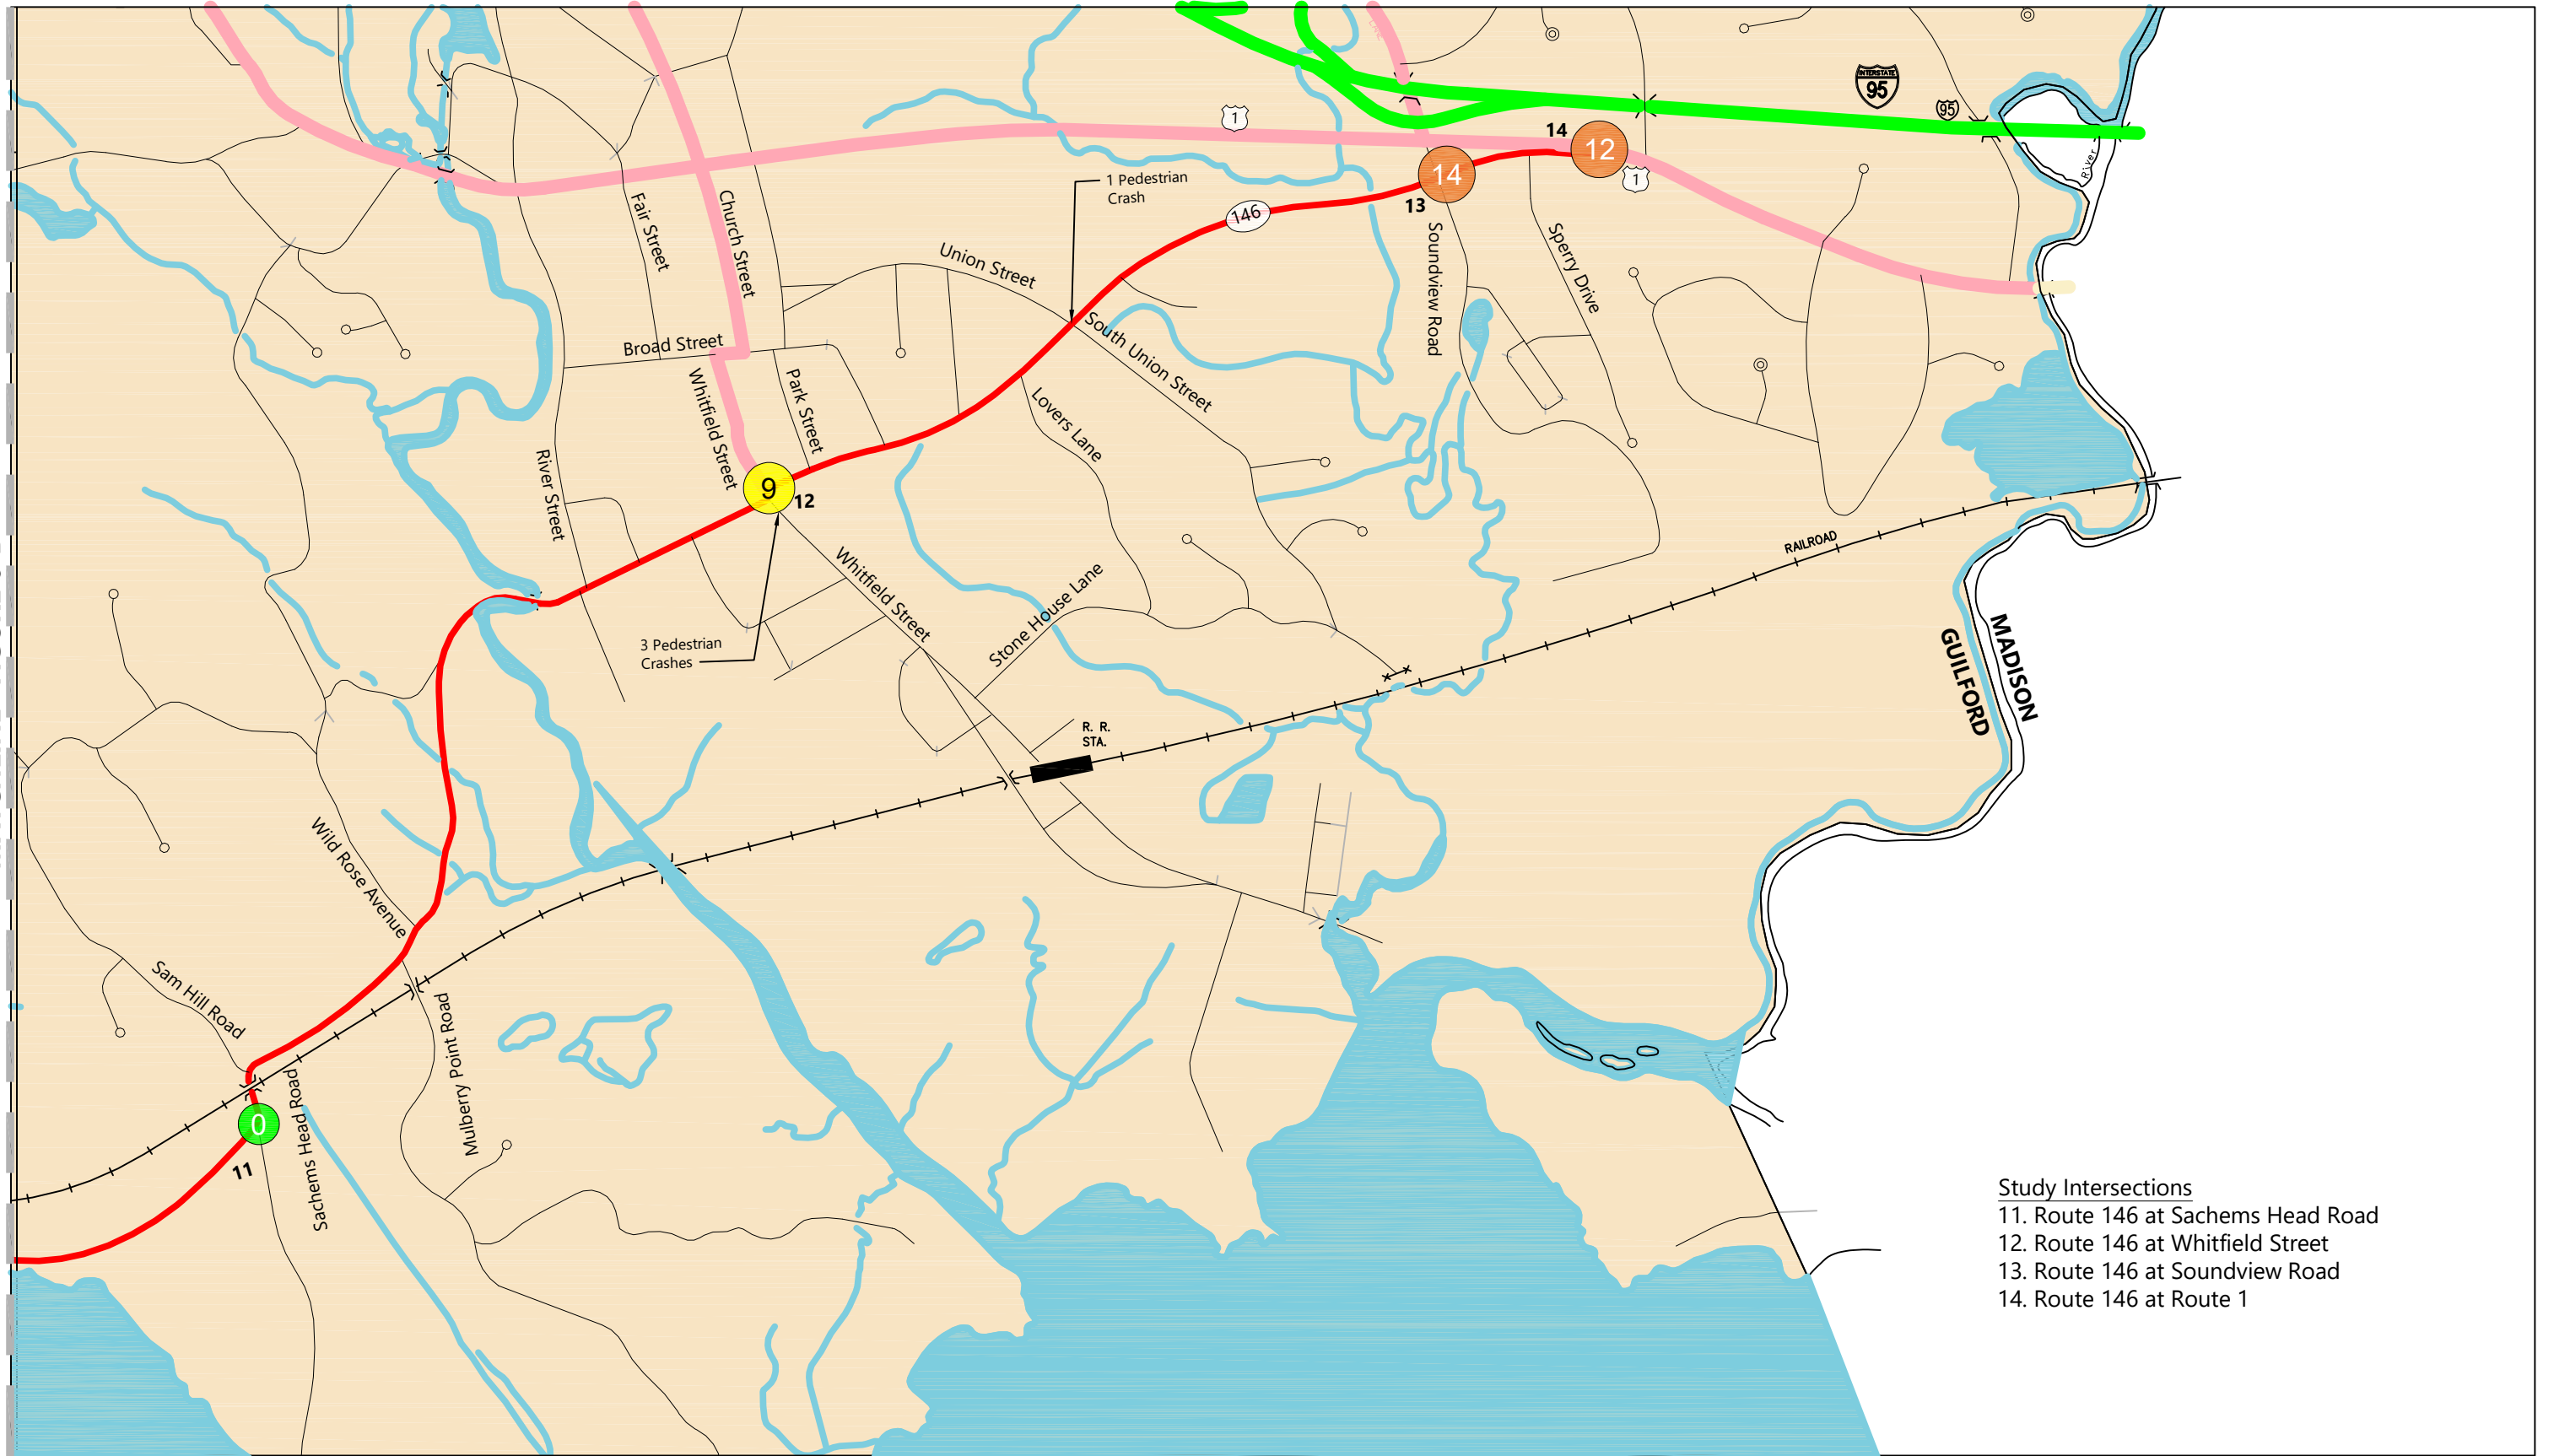 INTERSTATE
95
95
1
14
12
1
14
13
1 Pedestrian
Crash
146
River
Fair Street
Church Street
Union Street
Soundview Road
Sperry Drive
Broad Street
South Union Street
Whitfield Street
Park Street
Lovers Lane
River Street
9
12
RAILROAD
Whitfield Street
Stone House Lane
3 Pedestrian
Crashes
GUILFORD
MADISON
R. R.
STA.
Wild Rose Avenue
Sam Hill Road
Mulberry Point Road
Sachems Head Road
0
11
Study Intersections
11. Route 146 at Sachems Head Road
12. Route 146 at Whitfield Street
13. Route 146 at Soundview Road
14. Route 146 at Route 1